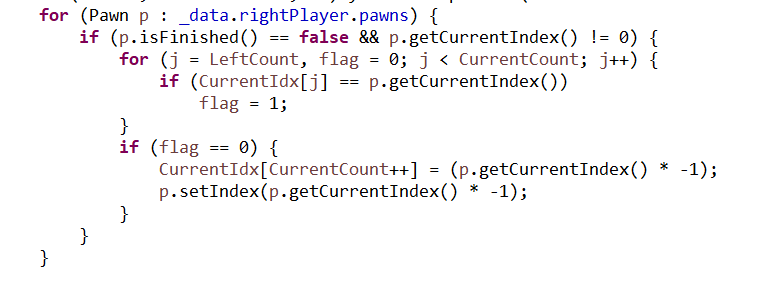 for (Pawn p : _data.rightPlayer.pawns) {
if (p.isFinished() == false && p.getCurrentIndex() != 0) {
for (j = LeftCount, flag = 0; j < CurrentCount; j++) {
if (CurrentIdx[j] == p.getCurrentIndex())
flag = 1;
}
if (flag == 0) {
CurrentIdx[CurrentCount++] = (p.getCurrentIndex() * -1);
p.setIndex(p.getCurrentIndex() * -1);
}
}
}